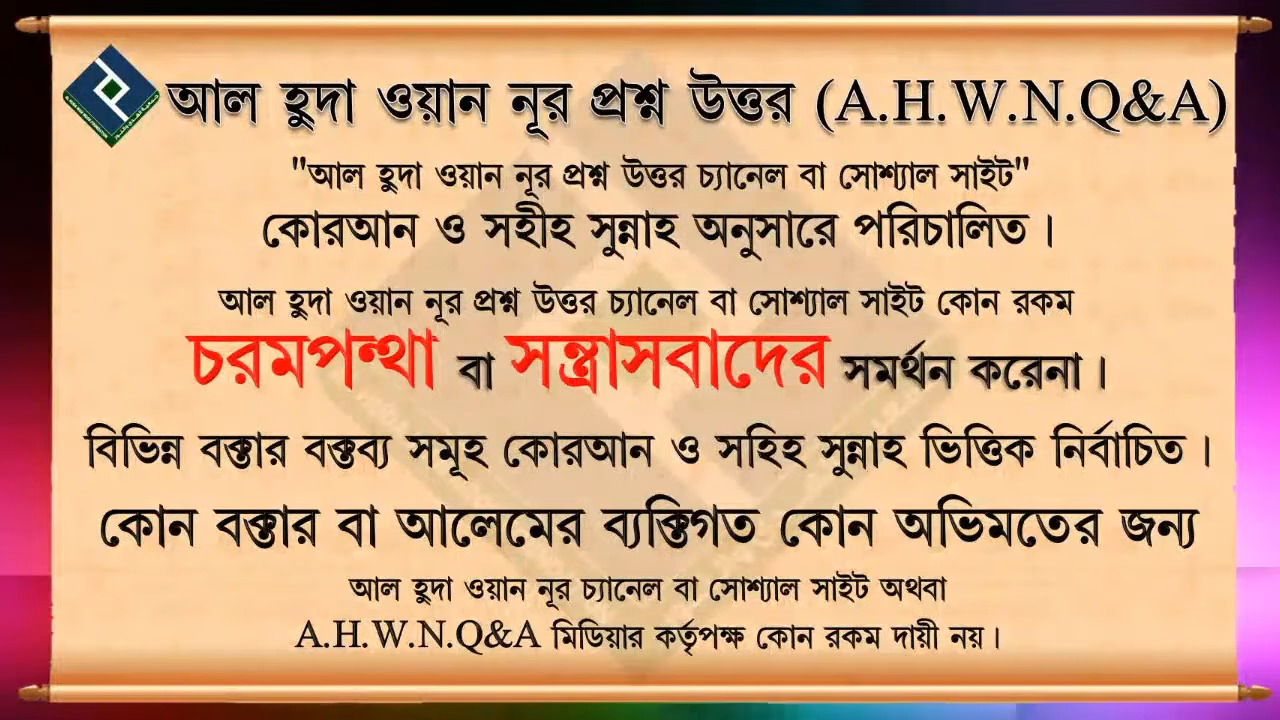 আল হুদা ওয়ান নূর প্রশ্ন উত্তর (A.H.W.N.Q&A)
"আল হুদা ওয়ান নূর প্রশ্ন উত্তর চ্যানেল বা সোশ্যাল সাইট"
কোরআন ও সহীহ সুন্নাহ অনুসারে পরিচালিত।
আল হুদা ওয়ান নূর প্রশ্ন উত্তর চ্যানেল বা সোশ্যাল সাইট কোন রকম
চরমপন্থা বা সন্ত্রাসবাদের সমর্থন করেনা।
বিভিন্ন বক্তার বক্তব্য সমূহ কোরআন ও সহিহ সুন্নাহ ভিত্তিক নির্বাচিত।
কোন বক্তার বা আলেমের ব্যক্তিগত কোন অভিমতের জন্য
আল হুদা ওয়ান নূর চ্যানেল বা সোশ্যাল সাইট অথবা
A.H.W.N.Q&A মিডিয়ার কর্তৃপক্ষ কোন রকম দায়ী নয়।